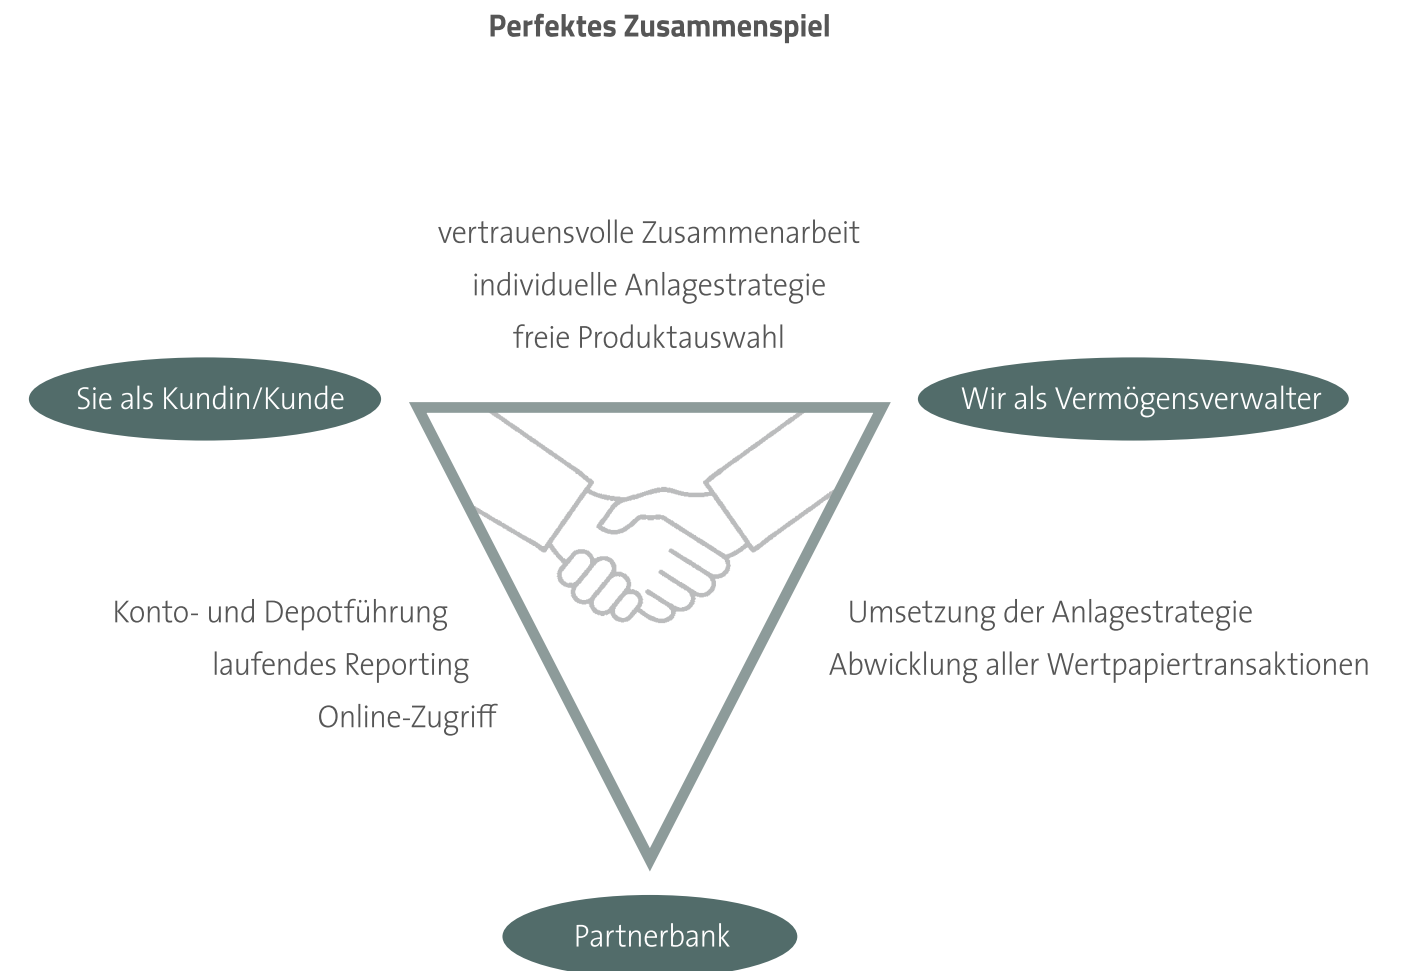 Perfektes Zusammenspiel
vertrauensvolle Zusammenarbeit
individuelle Anlagestrategie
freie Produktauswahl
Sie als Kundin/Kunde
Wir als Vermögensverwalter
Konto- und Depotführung
laufendes Reporting
Online-Zugriff
Umsetzung der Anlagestrategie
Abwicklung aller Wertpapiertransaktionen
Partnerbank